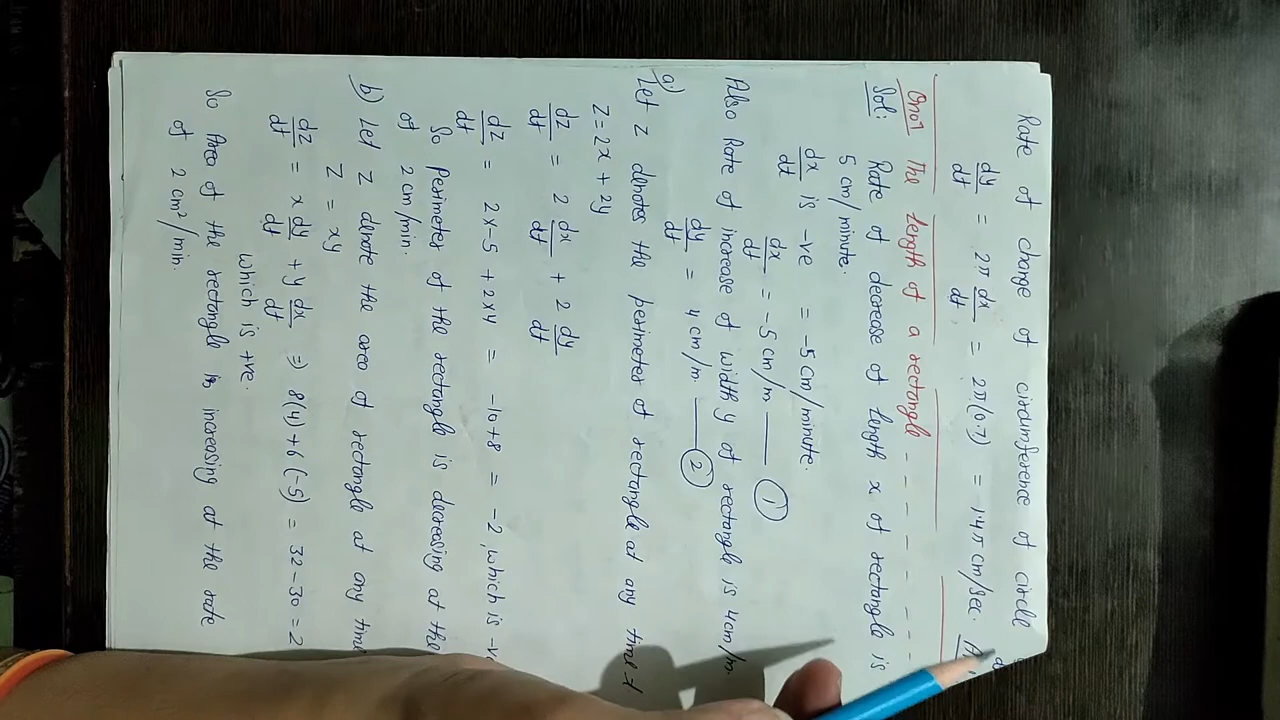 Rate of change of circumference of circle
dy/dt = 2π dx/dt, = 2π(0.7) = 1.4π cm/sec.
Qno7 The length of a rectangle - - - - - - -
Sol: Rate of decrease of length x of rectangle is
5 cm/minute.
dx/dt is -ve = -5 cm/minute.
dx/dt = -5 cm/m ——— ①
Also Rate of increase of width y of rectangle is 4cm/m.
dy/dt = 4 cm/m ——— ②
a) Let z denotes the perimeter of rectangle at any time t
Z = 2x + 2y
dz/dt = 2 dx/dt + 2 dy/dt
dz/dt = 2x-5 + 2x4 = -10+8 = -2, which is -ve
So perimeter of the rectangle is decreasing at the
of 2 cm/min.
b) Let z denote the area of rectangle at any time
Z = xy
dz/dt = x dy/dt + y dx/dt ⇒ 8(4) + 6(-5) = 32-30 = 2
which is +ve.
So Area of the rectangle is increasing at the rate
of 2 cm²/min.